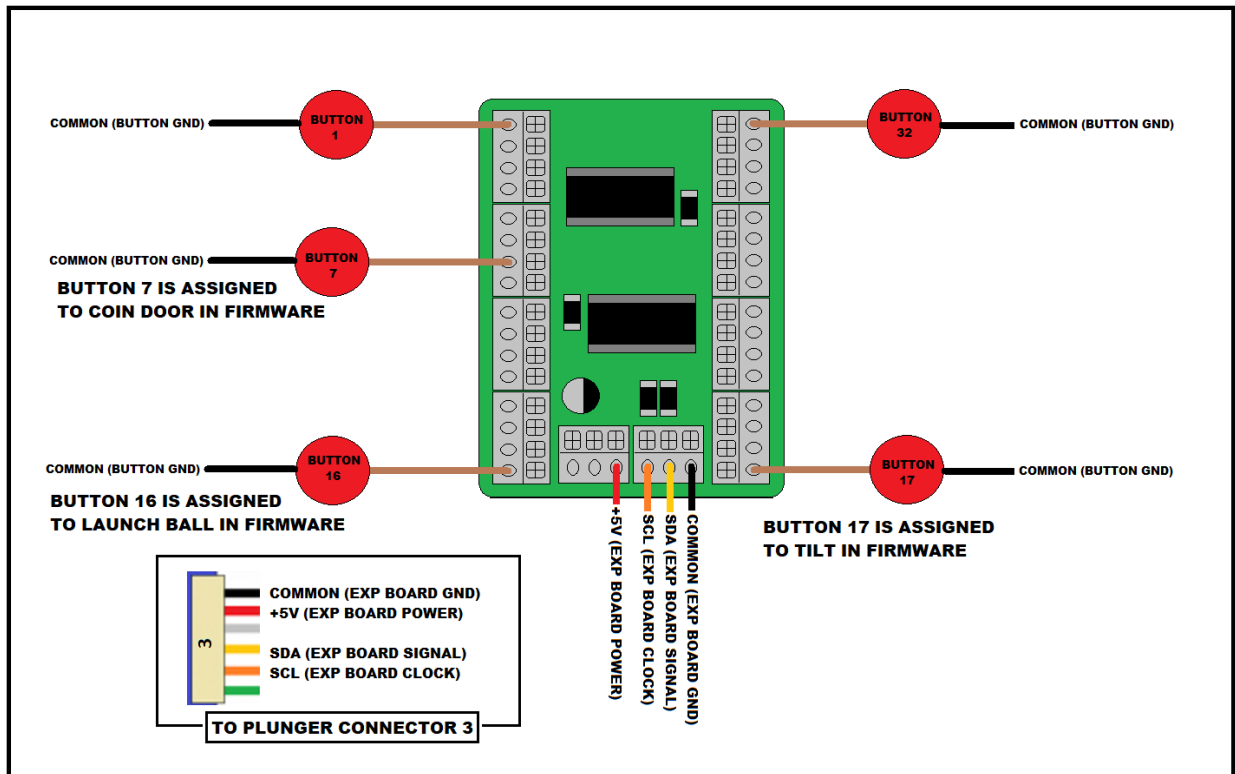 COMMON (BUTTON GND)
BUTTON
1
BUTTON
32
COMMON (BUTTON GND)
COMMON (BUTTON GND)
BUTTON
7
BUTTON 7 IS ASSIGNED
TO COIN DOOR IN FIRMWARE
COMMON (BUTTON GND)
BUTTON
16
BUTTON 16 IS ASSIGNED
TO LAUNCH BALL IN FIRMWARE
BUTTON
17
COMMON (BUTTON GND)
BUTTON 17 IS ASSIGNED
TO TILT IN FIRMWARE
+5V (EXP BOARD POWER)
SCL (EXP BOARD CLOCK)
SDA (EXP BOARD SIGNAL)
COMMON (EXP BOARD GND)
3
COMMON (EXP BOARD GND)
+5V (EXP BOARD POWER)
SDA (EXP BOARD SIGNAL)
SCL (EXP BOARD CLOCK)
TO PLUNGER CONNECTOR 3